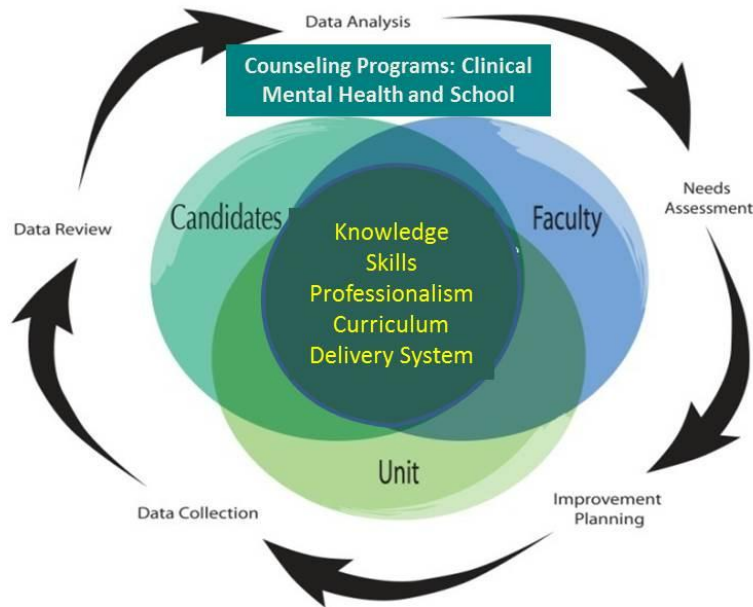 Data Analysis
Counseling Programs: Clinical
Mental Health and School
Candidates
Faculty
Needs
Assessment
Data Review
Knowledge
Skills
Professionalism
Curriculum
Delivery System
Unit
Improvement
Planning
Data Collection